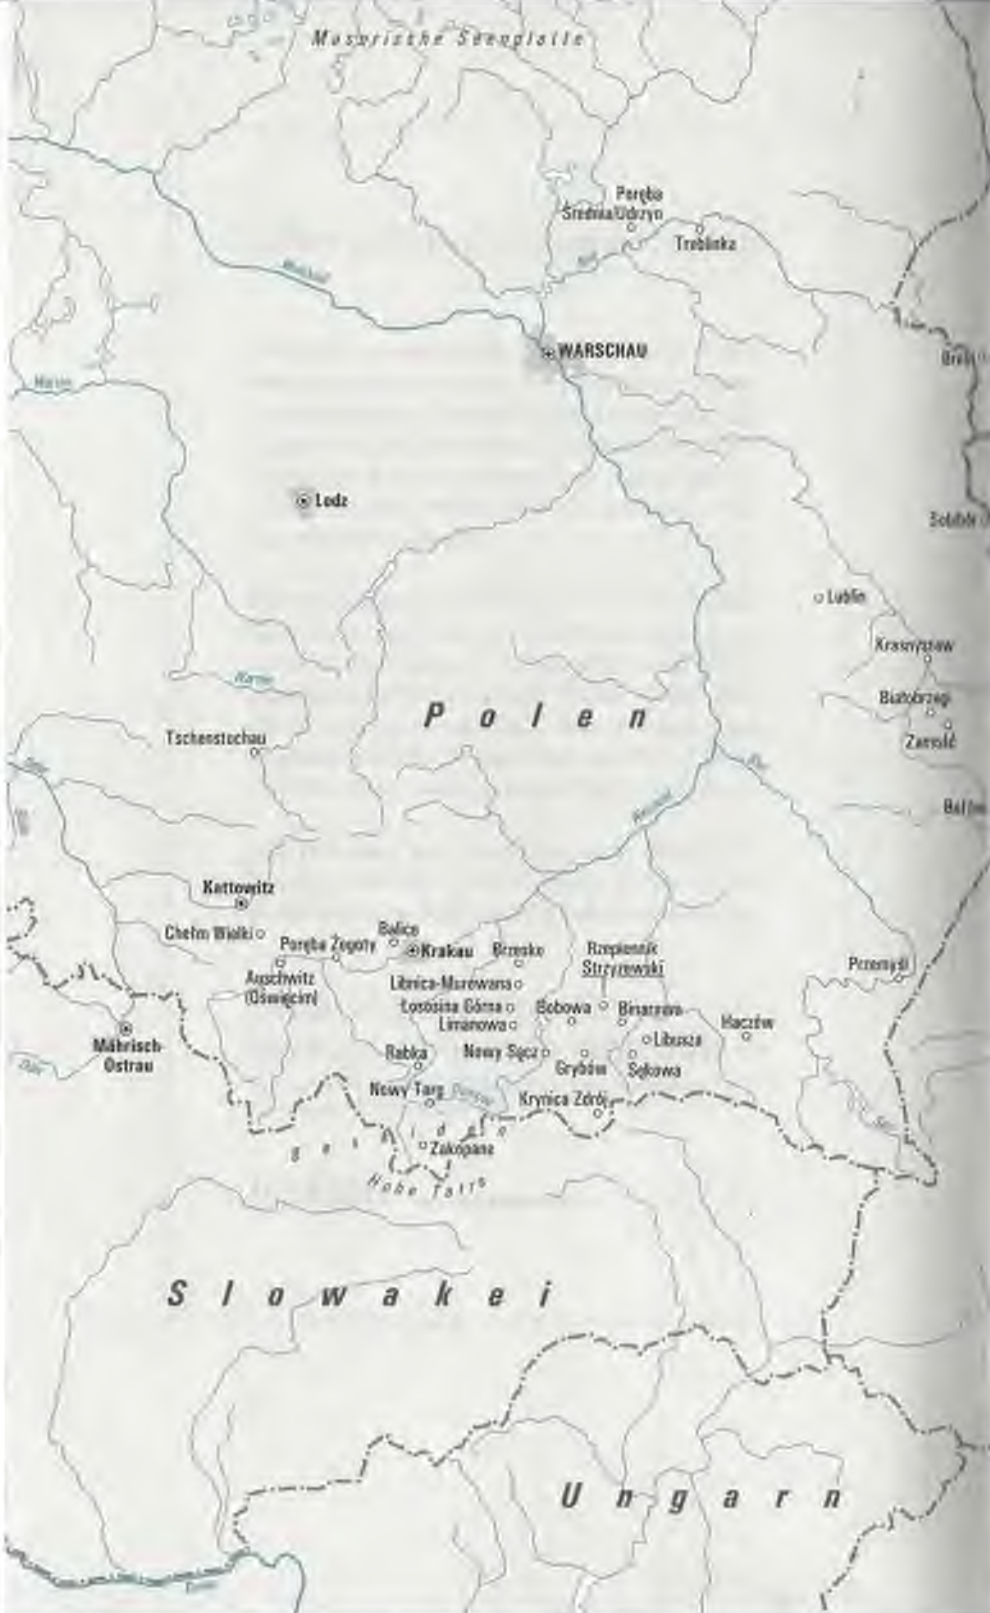 Masurische Seenplatte
Poręba
Średnia/Udrzyn
Treblinka
Weichsel
WARSCHAU
Warthe
Lodz
Lublin
Krasnystaw
Białobrzegi
Zamość
Polen
Tschenstochau
Kattowitz
Chełm Wielki
Poręba Żegoty
Balice
Krakau
Brzesko
Rzepiennik
Strzyżewski
Przemyśl
Auschwitz
(Oświęcim)
Łososina Górna
Limanowa
Bobowa
Binarowa
Haczów
Mährisch-
Ostrau
Rabka
Nowy Sącz
Libusza
Grybów
Sękowa
Nowy Targ
Krynica Zdrój
Zakopane
Hohe Tatra
Slowakei
Ungarn